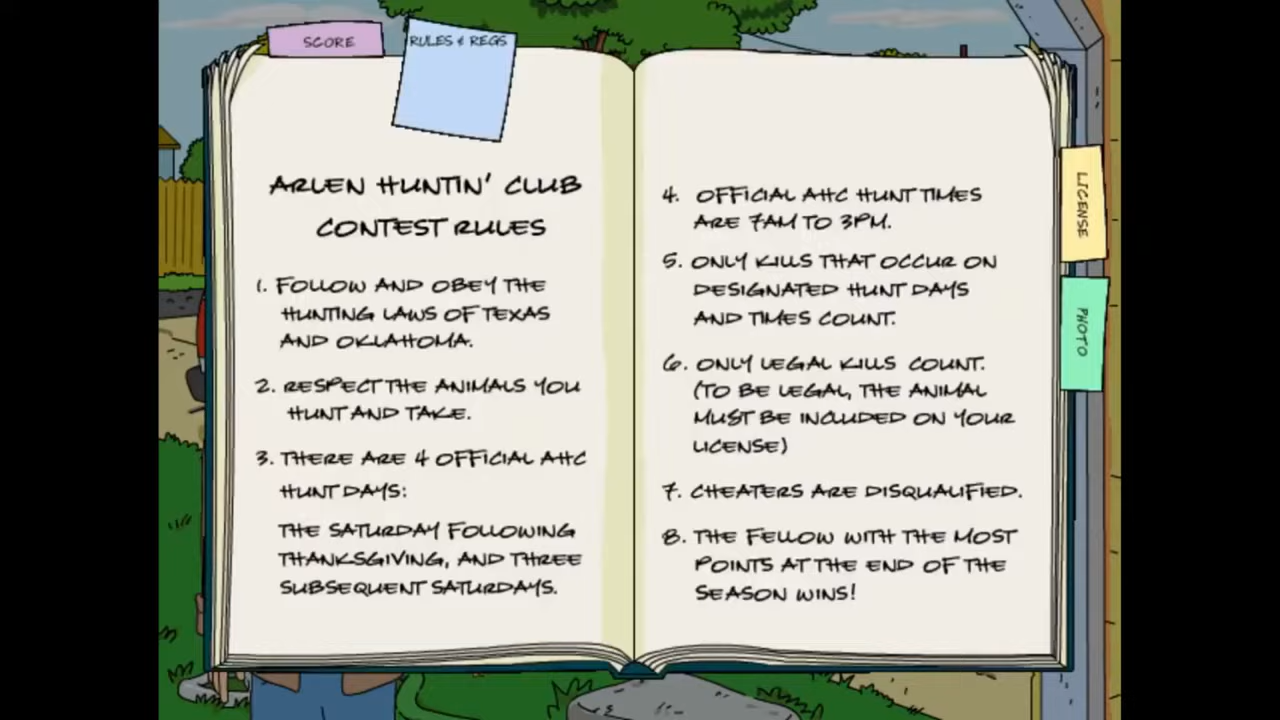 SCORE
RULES & REGS
ARLEN HUNTIN' CLUB
CONTEST RULES
1. FOLLOW AND OBEY THE
HUNTING LAWS OF TEXAS
AND OKLAHOMA.
2. RESPECT THE ANIMALS YOU
HUNT AND TAKE.
3. THERE ARE 4 OFFICIAL AHC
HUNT DAYS:
THE SATURDAY FOLLOWING
THANKSGIVING, AND THREE
SUBSEQUENT SATURDAYS.
4. OFFICIAL AHC HUNT TIMES
ARE 7AM TO 3PM.
5. ONLY KILLS THAT OCCUR ON
DESIGNATED HUNT DAYS
AND TIMES COUNT.
6. ONLY LEGAL KILLS COUNT.
(TO BE LEGAL, THE ANIMAL
MUST BE INCLUDED ON YOUR
LICENSE)
7. CHEATERS ARE DISQUALIFIED.
8. THE FELLOW WITH THE MOST
POINTS AT THE END OF THE
SEASON WINS!
LICENSE
PHOTO